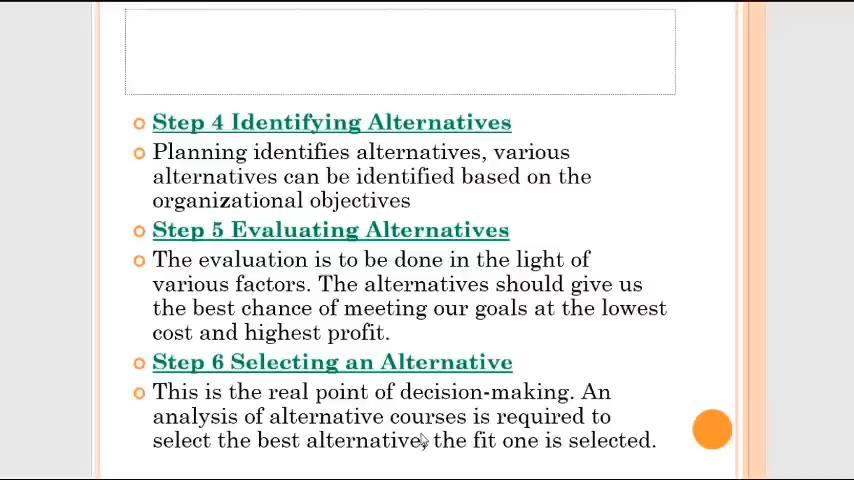 Step 4 Identifying Alternatives
Planning identifies alternatives, various
alternatives can be identified based on the
organizational objectives
Step 5 Evaluating Alternatives
The evaluation is to be done in the light of
various factors. The alternatives should give us
the best chance of meeting our goals at the lowest
cost and highest profit.
Step 6 Selecting an Alternative
This is the real point of decision-making. An
analysis of alternative courses is required to
select the best alternative, the fit one is selected.